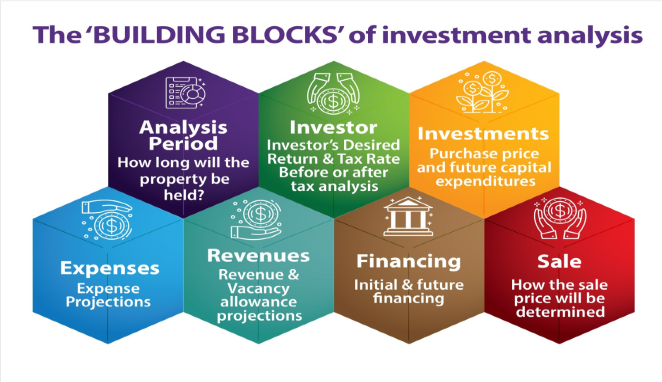 The ‘BUILDING BLOCKS’ of investment analysis
Analysis
Period
How long will the
property be
held?
Investor
Investor’s Desired
Return & Tax Rate
Before or after
tax analysis
Investments
Purchase price
and future capital
expenditures
Expenses
Expense
Projections
Revenues
Revenue &
Vacancy
allowance
projections
Financing
Initial & future
financing
Sale
How the sale
price will be
determined